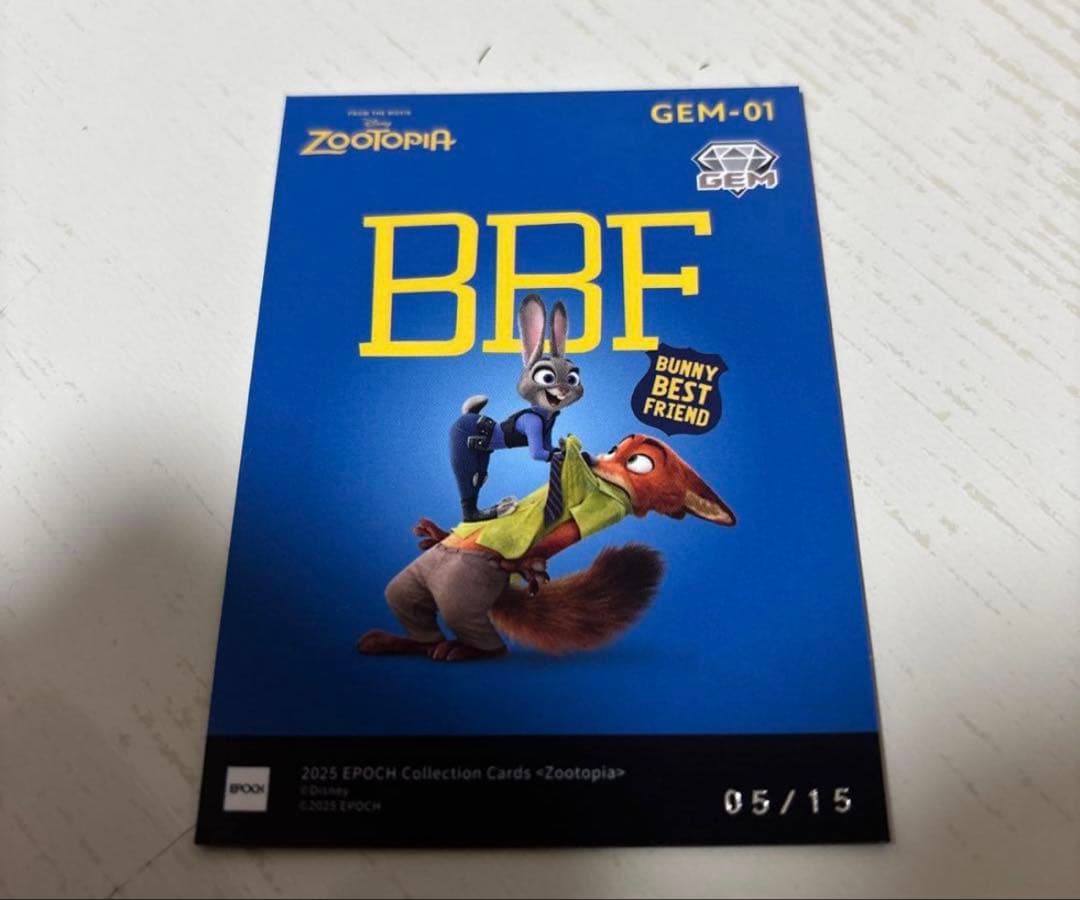 FROM THE MOVIE
Disney
ZOOTOPIA
GEM-01
GEM
BBF
BUNNY
BEST
FRIEND
EPOCH
2025 EPOCH Collection Cards <Zootopia>
©Disney
©2025 EPOCH
05/15